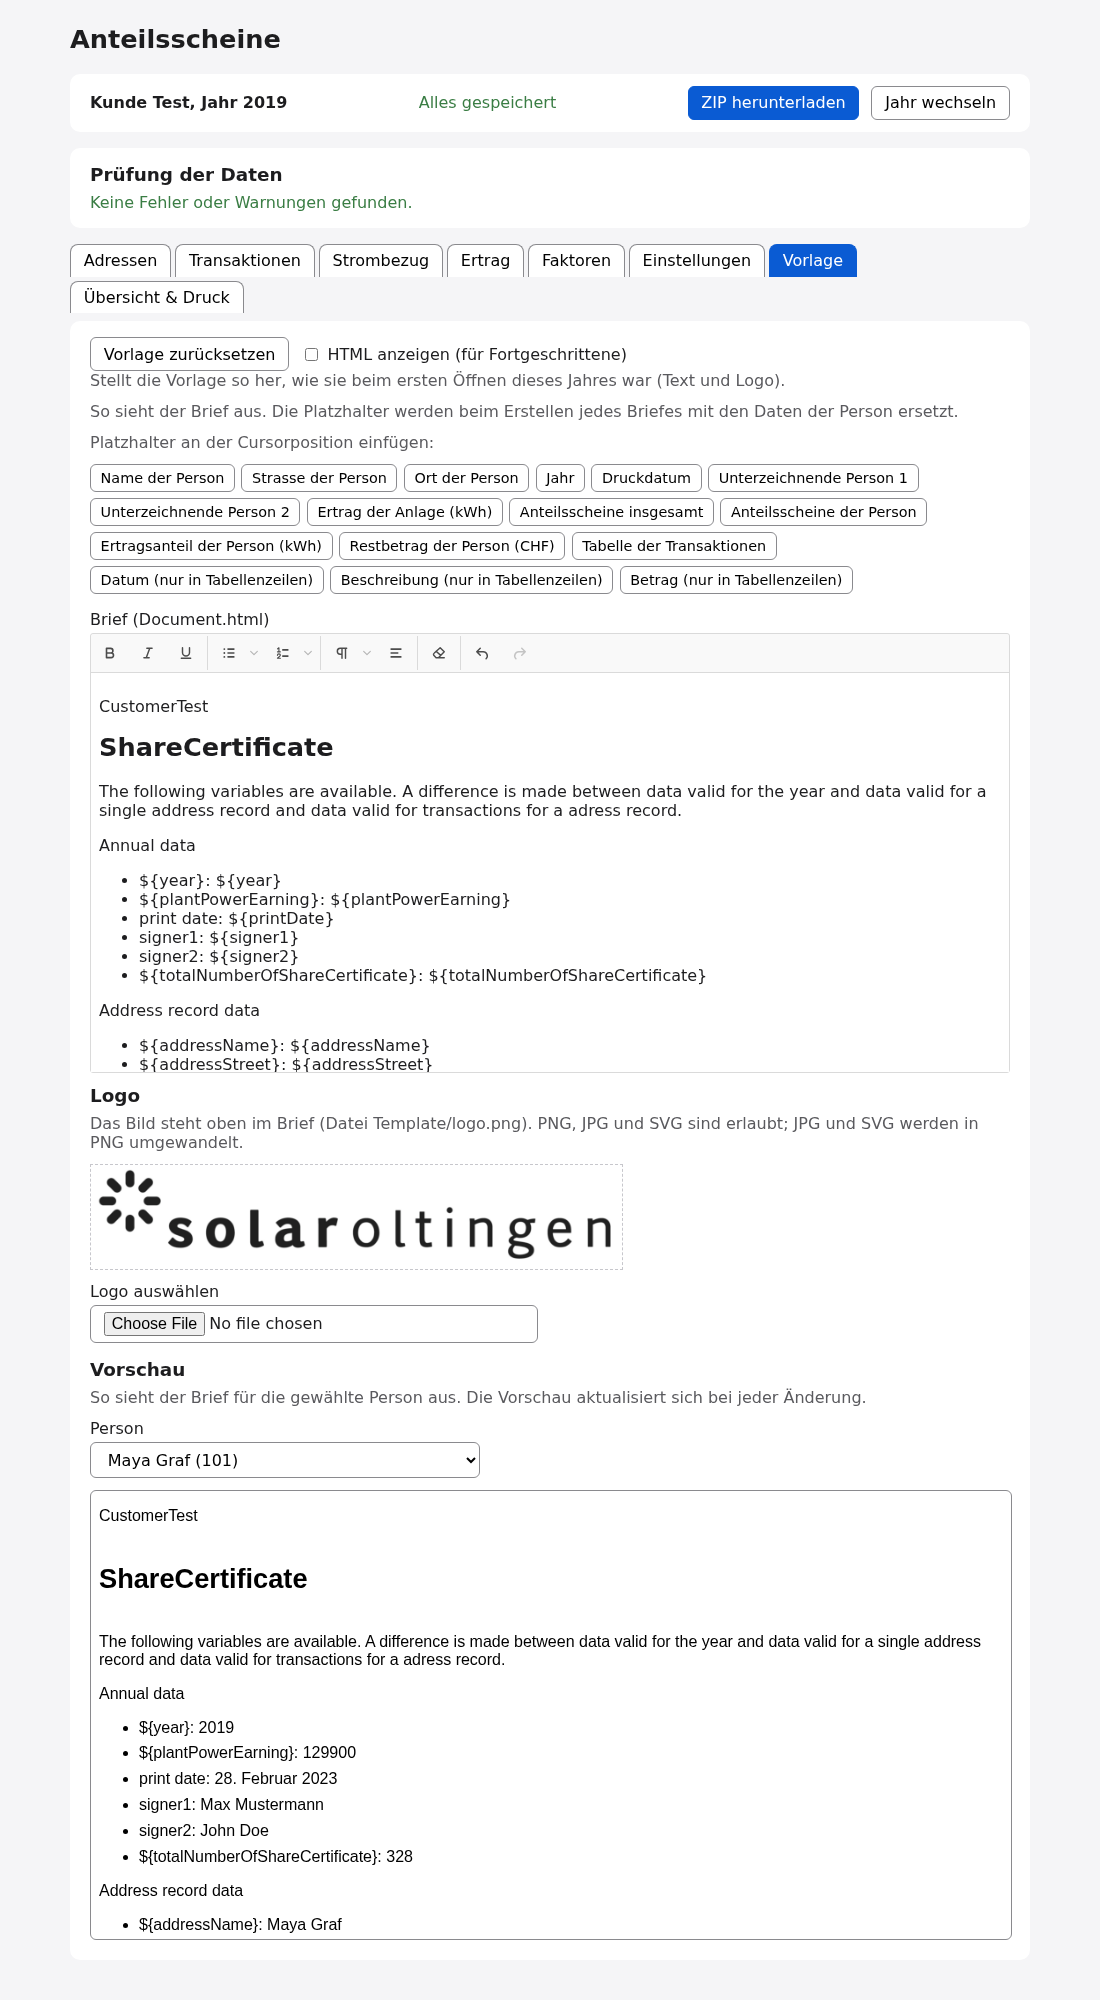 Anteilsscheine
Kunde Test, Jahr 2019
Alles gespeichert
ZIP herunterladen
Jahr wechseln
Prüfung der Daten
Keine Fehler oder Warnungen gefunden.
Adressen
Transaktionen
Strombezug
Ertrag
Faktoren
Einstellungen
Vorlage
Übersicht & Druck
Vorlage zurücksetzen
HTML anzeigen (für Fortgeschrittene)
Stellt die Vorlage so her, wie sie beim ersten Öffnen dieses Jahres war (Text und Logo).
So sieht der Brief aus. Die Platzhalter werden beim Erstellen jedes Briefes mit den Daten der Person ersetzt.
Platzhalter an der Cursorposition einfügen:
Name der Person
Strasse der Person
Ort der Person
Jahr
Druckdatum
Unterzeichnende Person 1
Unterzeichnende Person 2
Ertrag der Anlage (kWh)
Anteilsscheine insgesamt
Anteilsscheine der Person
Ertragsanteil der Person (kWh)
Restbetrag der Person (CHF)
Tabelle der Transaktionen
Datum (nur in Tabellenzeilen)
Beschreibung (nur in Tabellenzeilen)
Betrag (nur in Tabellenzeilen)
Brief (Document.html)
CustomerTest
ShareCertificate
The following variables are available. A difference is made between data valid for the year and data valid for a
single address record and data valid for transactions for a adress record.
Annual data
• ${year}: ${year}
• ${plantPowerEarning}: ${plantPowerEarning}
• print date: ${printDate}
• signer1: ${signer1}
• signer2: ${signer2}
• ${totalNumberOfShareCertificate}: ${totalNumberOfShareCertificate}
Address record data
• ${addressName}: ${addressName}
• ${addressStreet}: ${addressStreet}
Logo
Das Bild steht oben im Brief (Datei Template/logo.png). PNG, JPG und SVG sind erlaubt; JPG und SVG werden in
PNG umgewandelt.
solaroltingen
Logo auswählen
Choose File No file chosen
Vorschau
So sieht der Brief für die gewählte Person aus. Die Vorschau aktualisiert sich bei jeder Änderung.
Person
Maya Graf (101)
CustomerTest
ShareCertificate
The following variables are available. A difference is made between data valid for the year and data valid for a single address
record and data valid for transactions for a adress record.
Annual data
• ${year}: 2019
• ${plantPowerEarning}: 129900
• print date: 28. Februar 2023
• signer1: Max Mustermann
• signer2: John Doe
• ${totalNumberOfShareCertificate}: 328
Address record data
• ${addressName}: Maya Graf